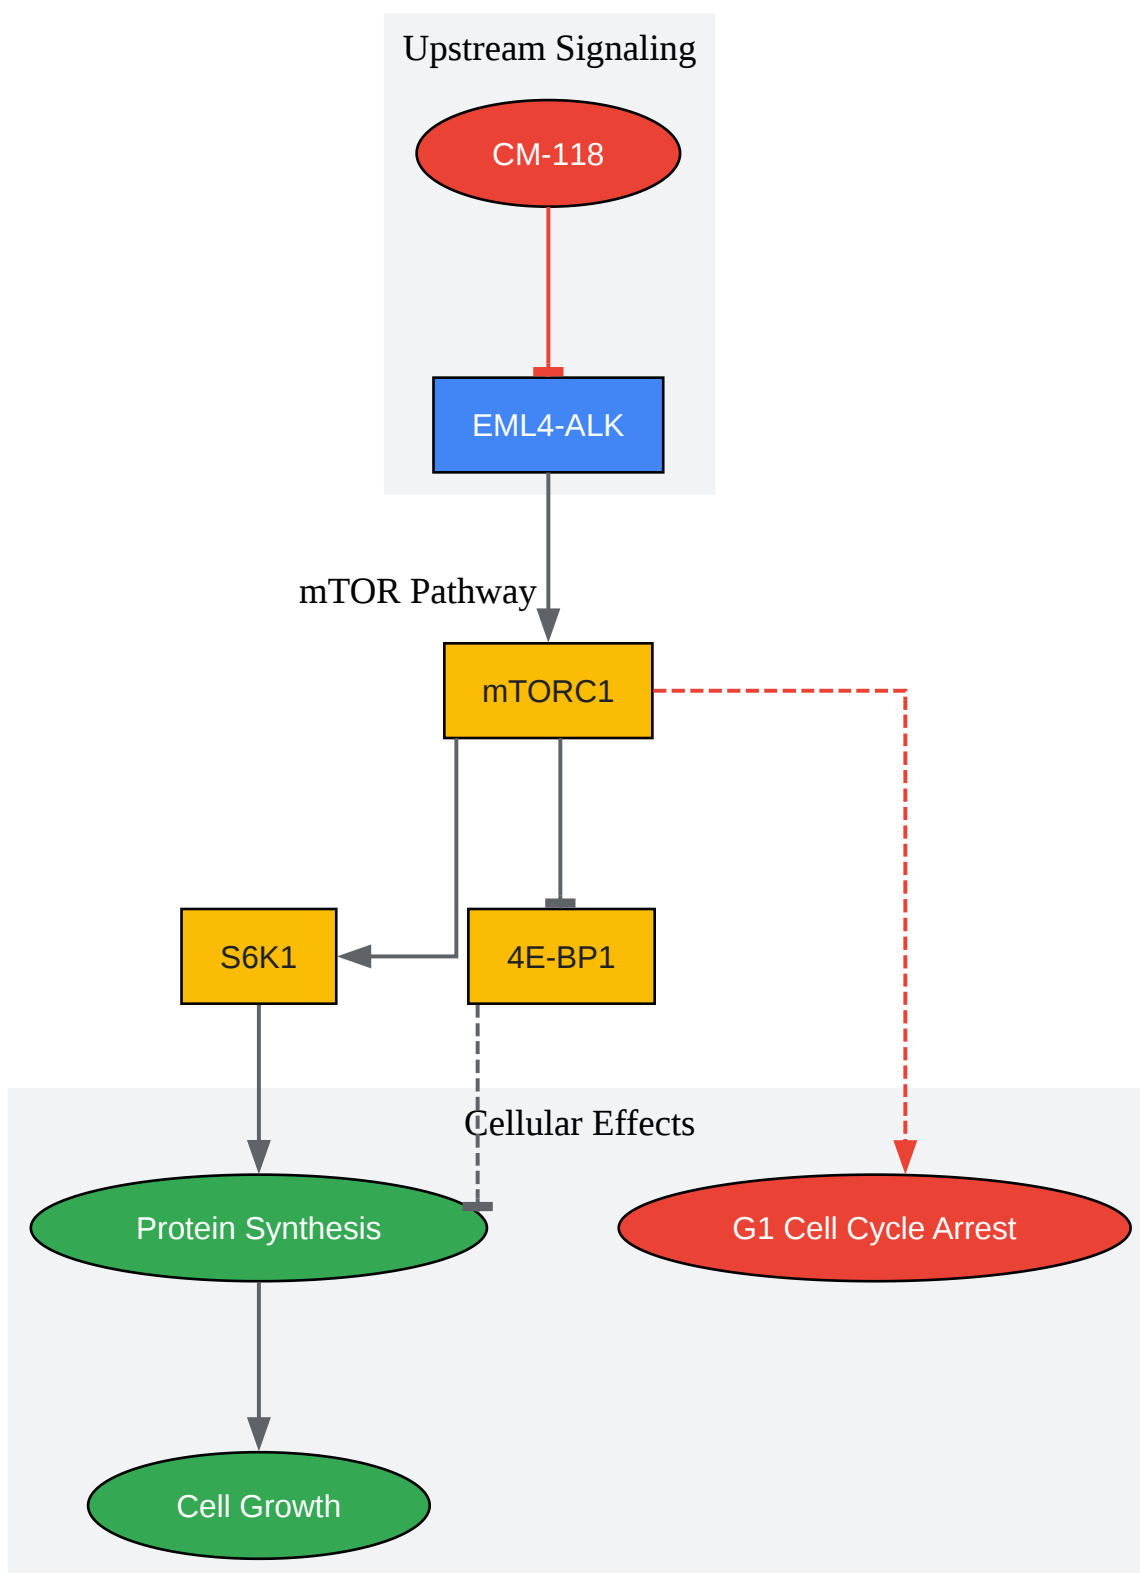 Upstream Signaling
CM-118
EML4-ALK
mTOR Pathway
mTORC1
S6K1
4E-BP1
Cellular Effects
Protein Synthesis
G1 Cell Cycle Arrest
Cell Growth